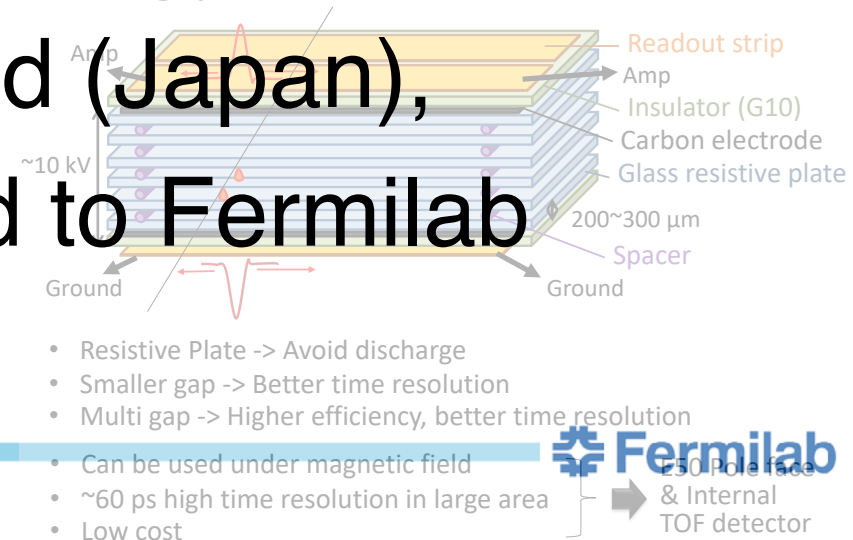 d (Japan),
d to Fermilab
Amp
Readout strip
Amp
Insulator (G10)
Carbon electrode
~10 kV
Glass resistive plate
200~300 μm
Spacer
Ground
Ground
• Resistive Plate -> Avoid discharge
• Smaller gap -> Better time resolution
• Multi gap -> Higher efficiency, better time resolution
Fermilab
• Can be used under magnetic field
• ~60 ps high time resolution in large area
• Low cost
E50 Pole face
& Internal
TOF detector